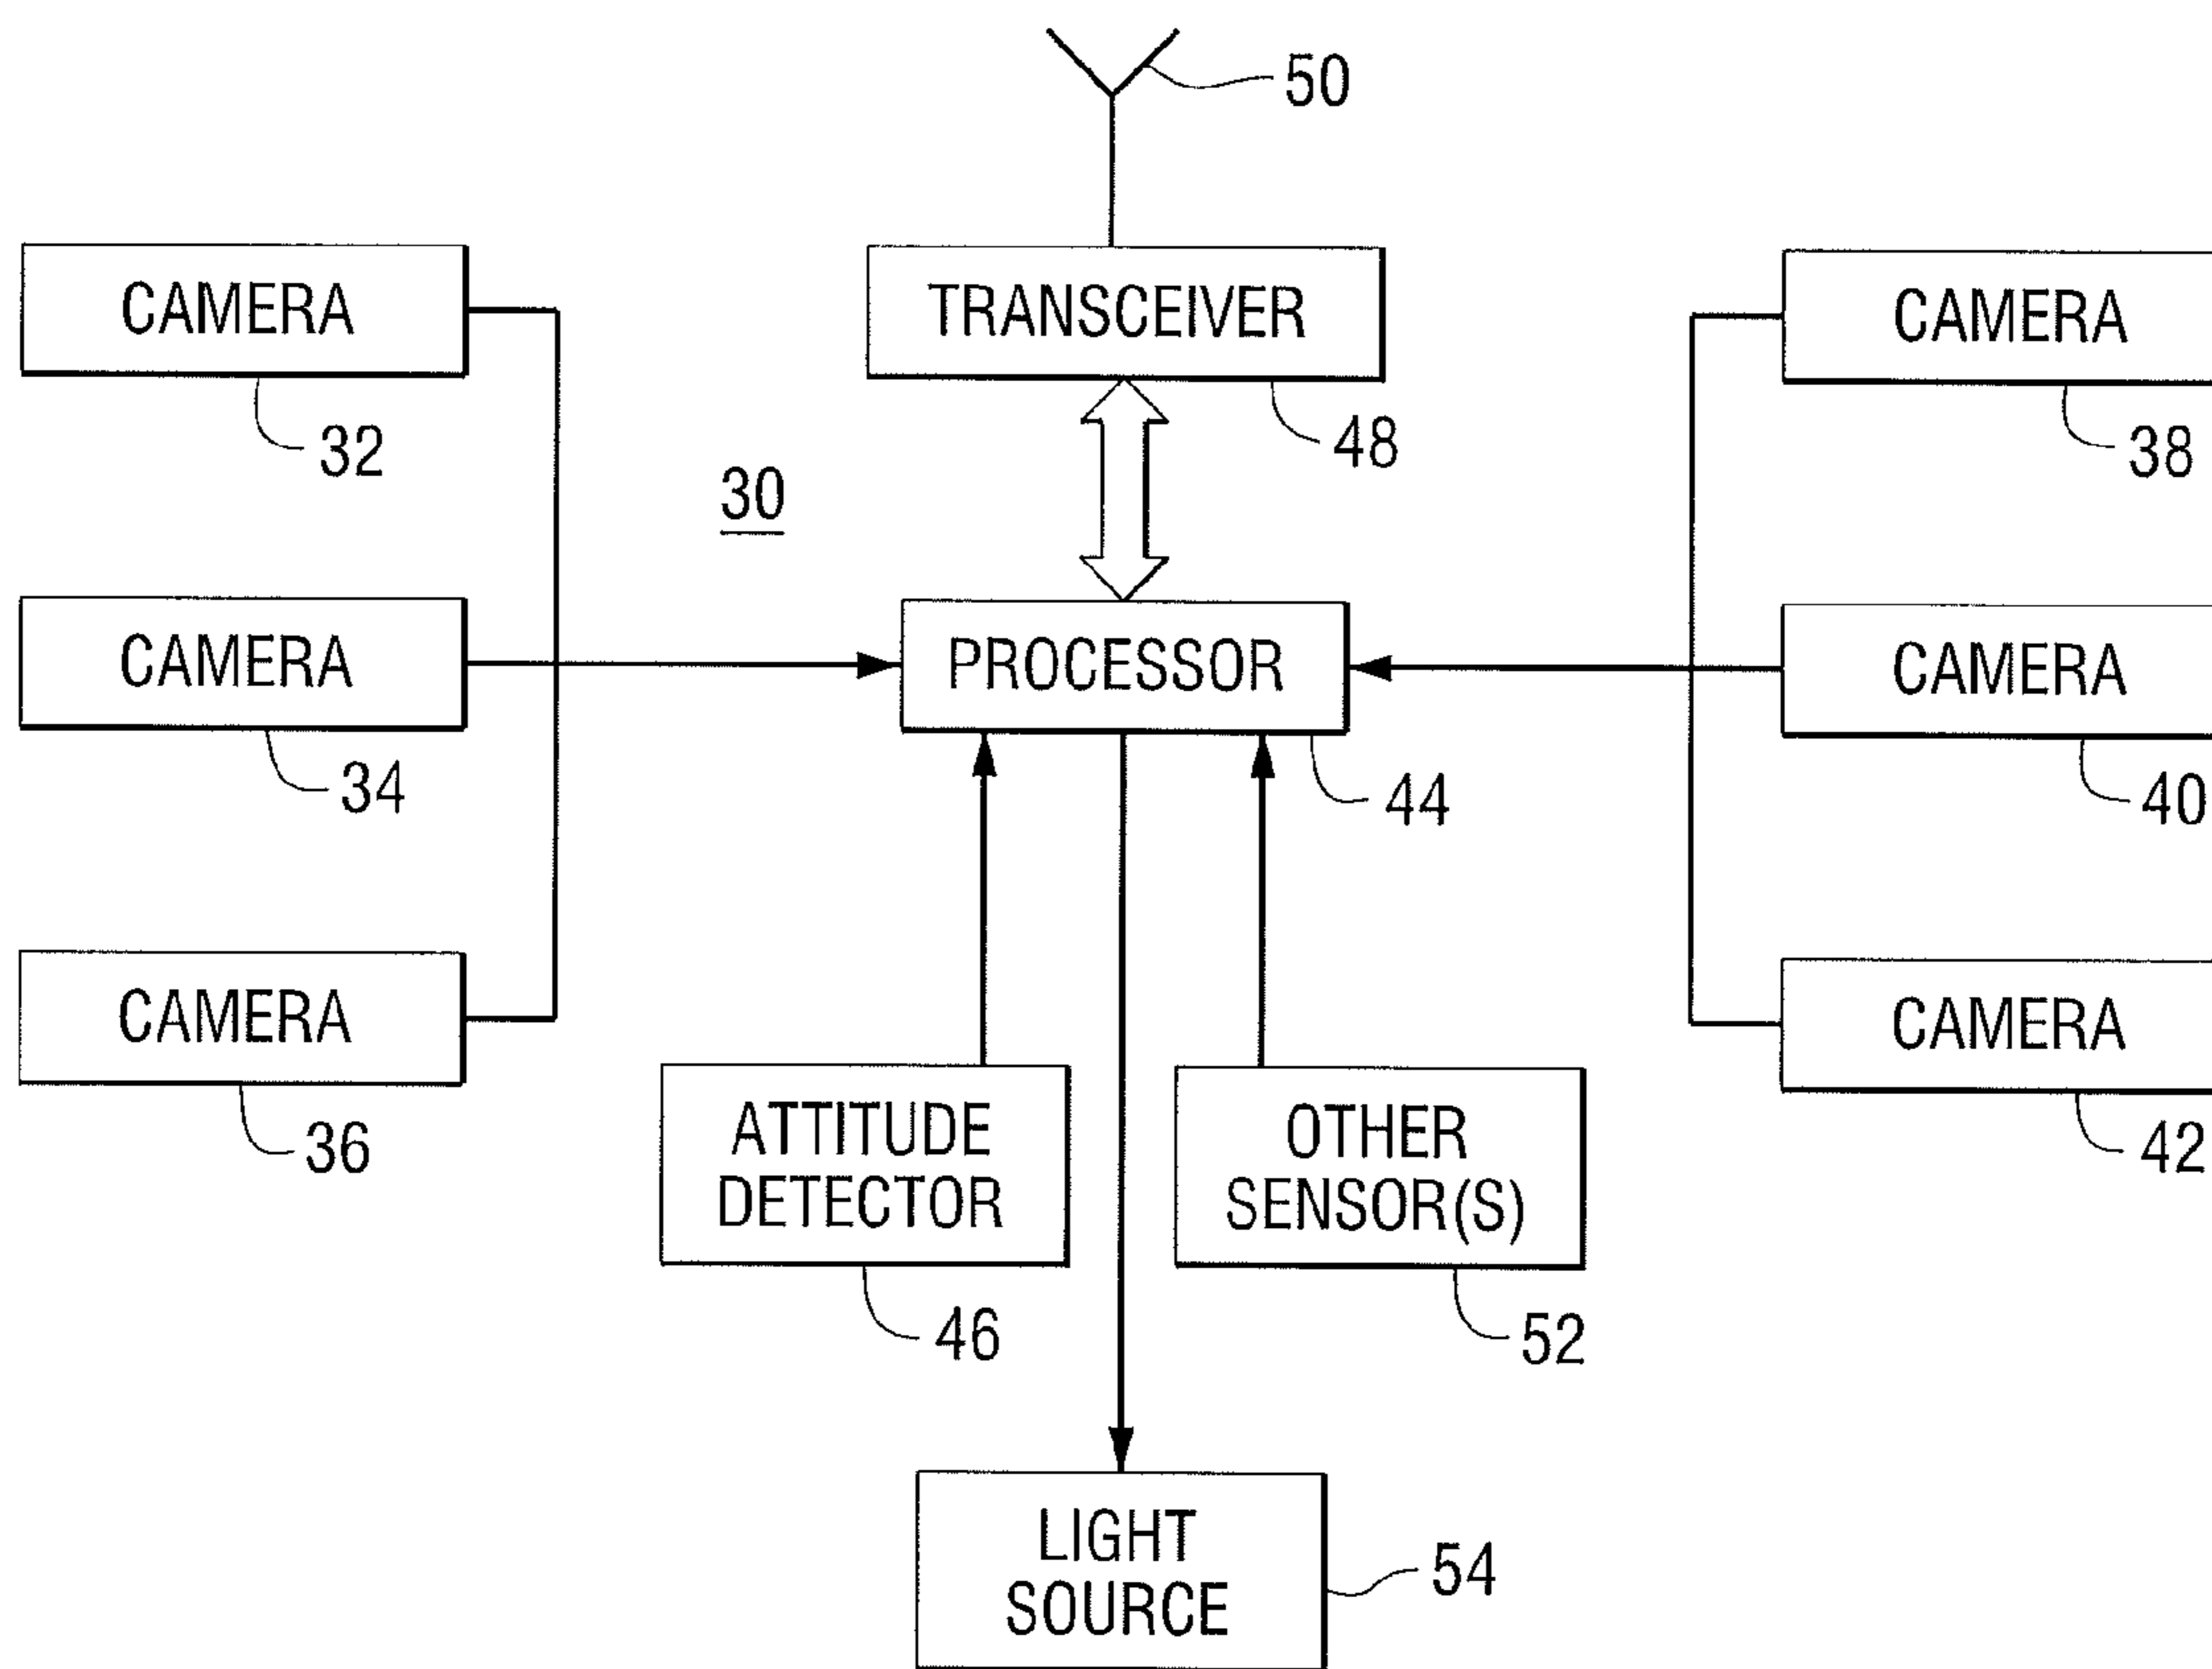 50
CAMERA
TRANSCEIVER
CAMERA
32
48
38
30
CAMERA
PROCESSOR
CAMERA
34
44
40
CAMERA
CAMERA
36
ATTITUDE
DETECTOR
OTHER
SENSOR(S)
42
46
52
LIGHT
SOURCE
54